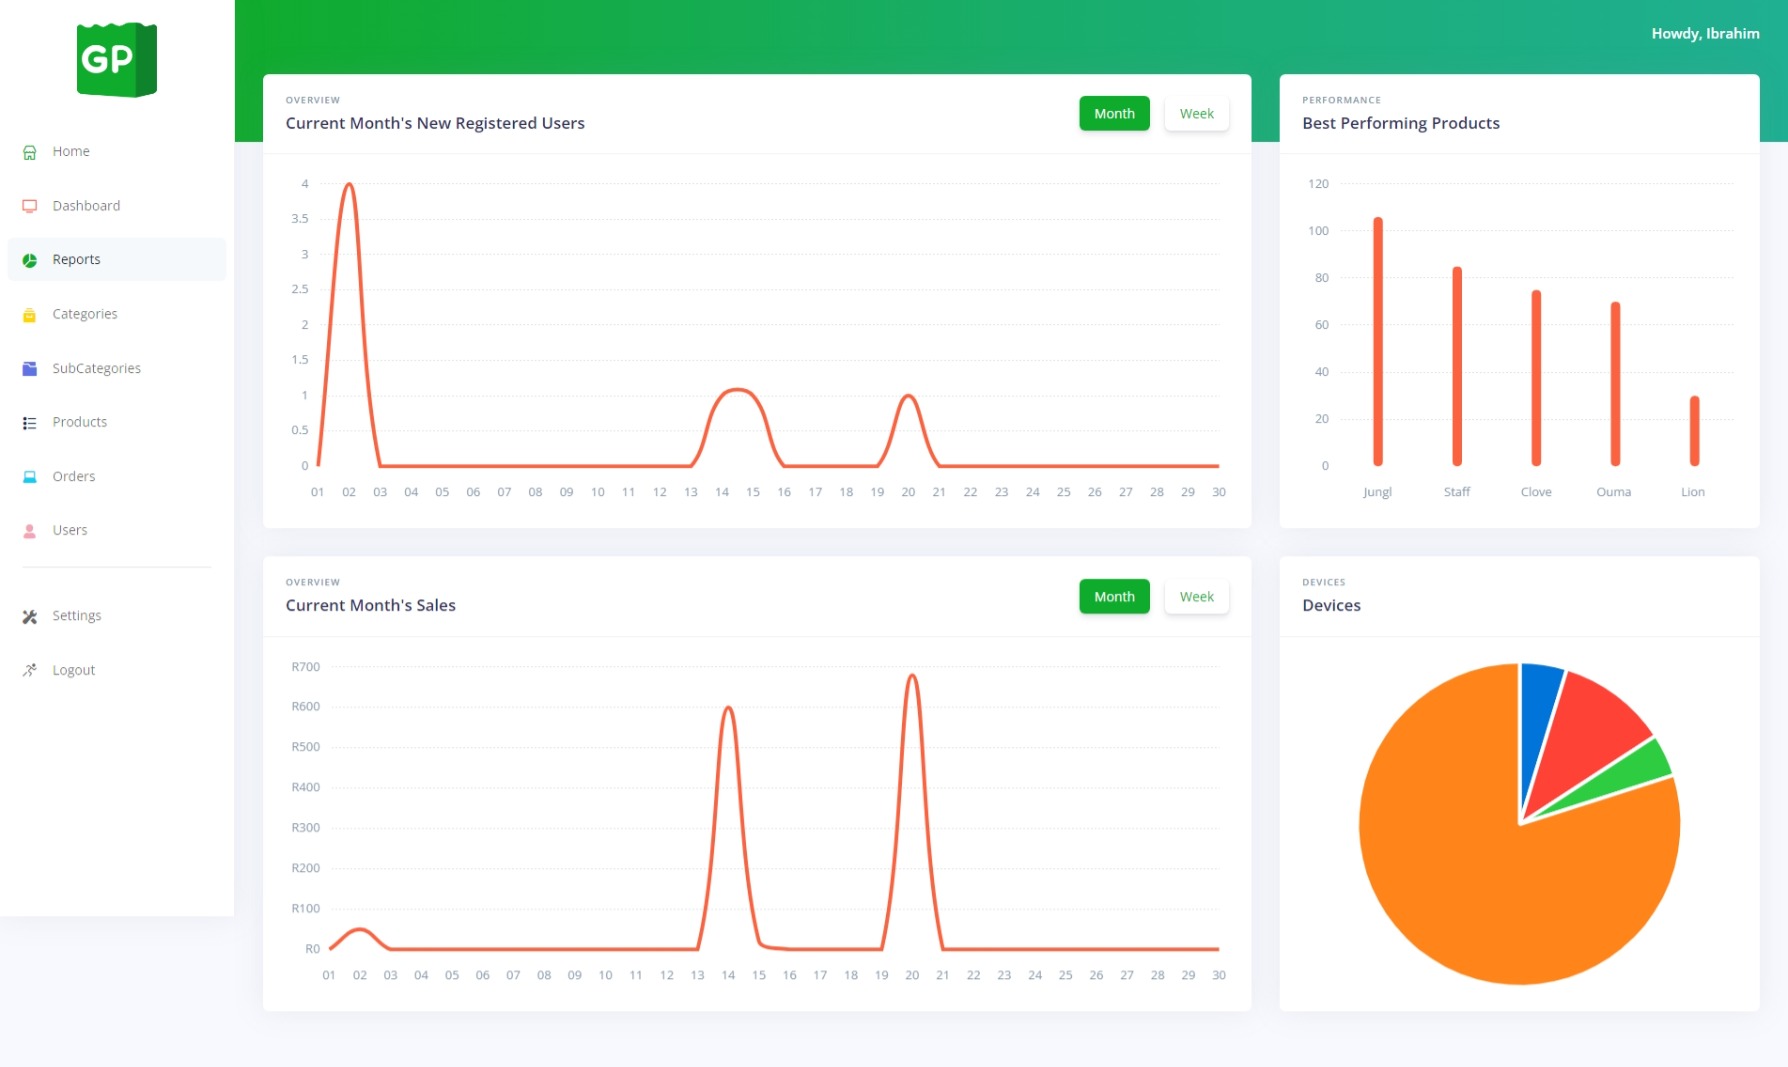 GP
Howdy, Ibrahim
Home
Dashboard
Reports
Categories
SubCategories
Products
Orders
Users
Settings
Logout
OVERVIEW
Current Month's New Registered Users
Month Week
4
3.5
3
2.5
2
1.5
1
0.5
0
01 02 03 04 05 06 07 08 09 10 11 12 13 14 15 16 17 18 19 20 21 22 23 24 25 26 27 28 29 30
PERFORMANCE
Best Performing Products
120
100
80
60
40
20
0
Jungl Staff Clove Ouma Lion
OVERVIEW
Current Month's Sales
Month Week
R700
R600
R500
R400
R300
R200
R100
R0
01 02 03 04 05 06 07 08 09 10 11 12 13 14 15 16 17 18 19 20 21 22 23 24 25 26 27 28 29 30
DEVICES
Devices